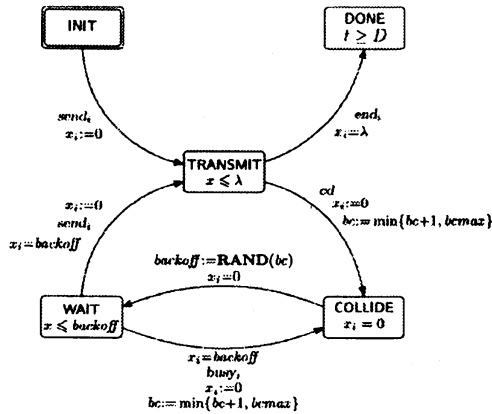 INIT
DONE
t ≥ D
send_i
x_i:=0
end_i
x_i=λ
TRANSMIT
x ⩽ λ
cd
x_i:=0
bc:= min{bc+1, bcmax}
x_i:=0
send_i
x_i=backoff
backoff:=RAND(bc)
x_i=0
WAIT
x ⩽ backoff
COLLIDE
x_i = 0
x_i=backoff
busy_i
x_i:=0
bc:= min{bc+1, bcmax}